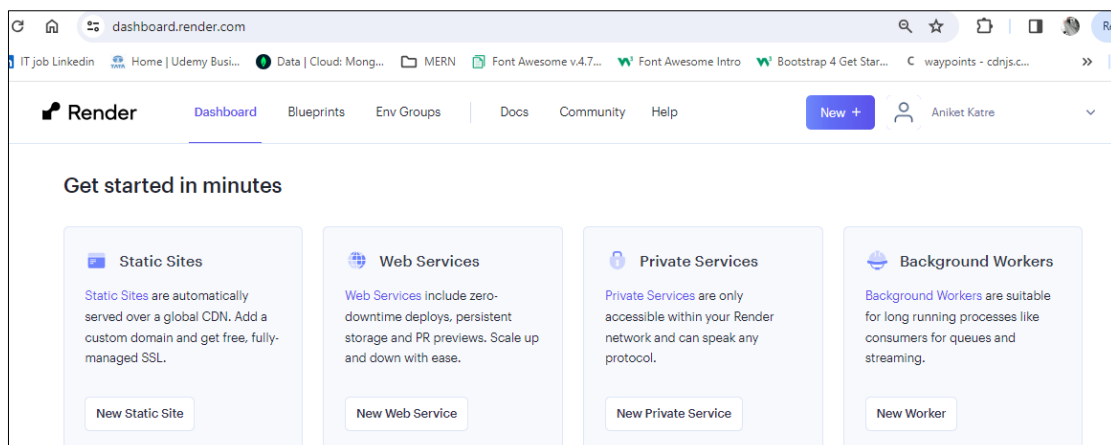 dashboard.render.com
IT job Linkedin Home | Udemy Busi... Data | Cloud: Mong... MERN Font Awesome v.4.7... Font Awesome Intro Bootstrap 4 Get Star... waypoints - cdnjs.c... »
Render Dashboard Blueprints Env Groups Docs Community Help New + Aniket Katre
Get started in minutes
Static Sites
Static Sites are automatically
served over a global CDN. Add a
custom domain and get free, fully-
managed SSL.
New Static Site
Web Services
Web Services include zero-
downtime deploys, persistent
storage and PR previews. Scale up
and down with ease.
New Web Service
Private Services
Private Services are only
accessible within your Render
network and can speak any
protocol.
New Private Service
Background Workers
Background Workers are suitable
for long running processes like
consumers for queues and
streaming.
New Worker